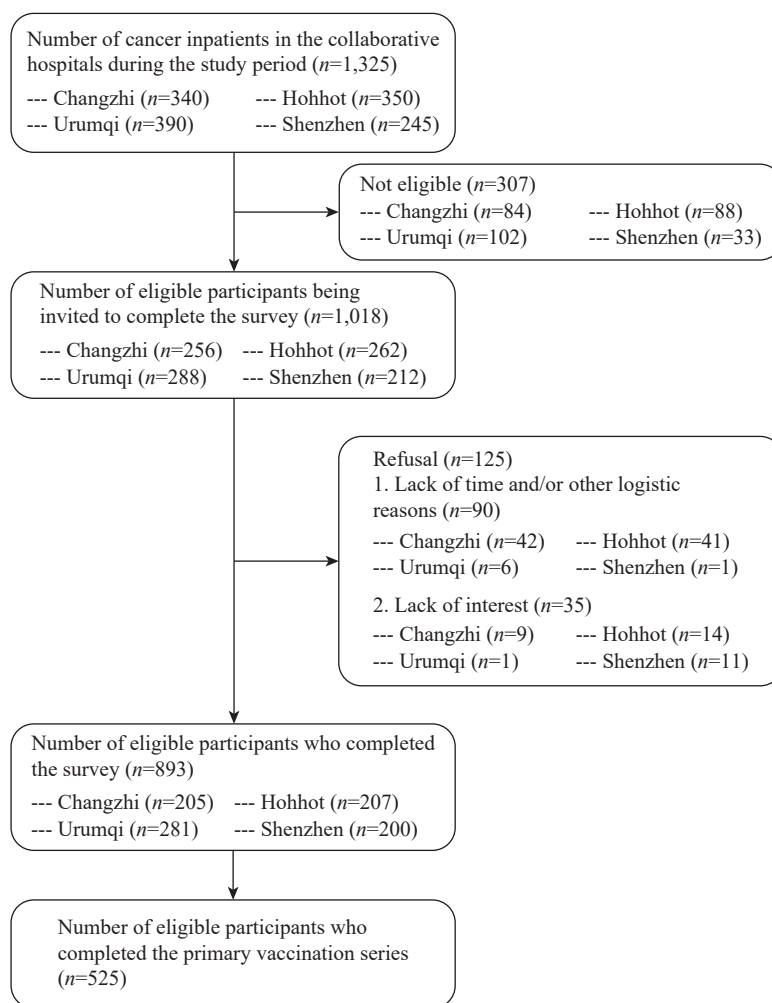 Number of cancer inpatients in the collaborative
hospitals during the study period (n=1,325)
--- Changzhi (n=340) --- Hohhot (n=350)
--- Urumqi (n=390) --- Shenzhen (n=245)
Not eligible (n=307)
--- Changzhi (n=84) --- Hohhot (n=88)
--- Urumqi (n=102) --- Shenzhen (n=33)
Number of eligible participants being
invited to complete the survey (n=1,018)
--- Changzhi (n=256) --- Hohhot (n=262)
--- Urumqi (n=288) --- Shenzhen (n=212)
Refusal (n=125)
1. Lack of time and/or other logistic
reasons (n=90)
--- Changzhi (n=42) --- Hohhot (n=41)
--- Urumqi (n=6) --- Shenzhen (n=1)
2. Lack of interest (n=35)
--- Changzhi (n=9) --- Hohhot (n=14)
--- Urumqi (n=1) --- Shenzhen (n=11)
Number of eligible participants who completed
the survey (n=893)
--- Changzhi (n=205) --- Hohhot (n=207)
--- Urumqi (n=281) --- Shenzhen (n=200)
Number of eligible participants who
completed the primary vaccination series
(n=525)